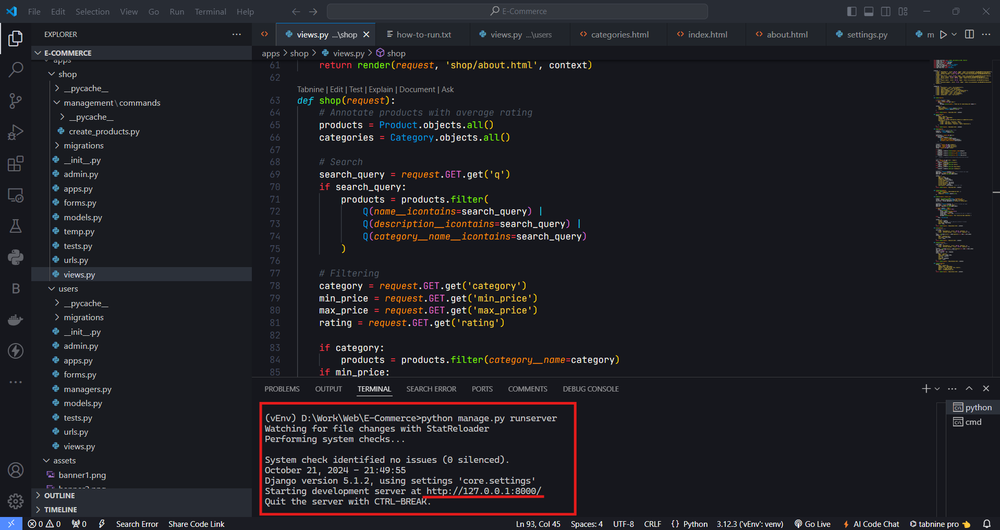 File Edit Selection View Go Run Terminal Help
E-Commerce
EXPLORER
E-COMMERCE
apps
shop
__pycache__
management\commands
__pycache__
create_products.py
migrations
__init__.py
admin.py
apps.py
forms.py
models.py
temp.py
tests.py
urls.py
views.py
users
__pycache__
migrations
__init__.py
admin.py
apps.py
forms.py
managers.py
models.py
tests.py
urls.py
views.py
assets
banner1.png
OUTLINE
TIMELINE
views.py ...\shop
how-to-run.txt
views.py ...\users
categories.html
index.html
about.html
settings.py
m
apps > shop > views.py > shop
61 return render(request, 'shop/about.html', context)
62
Tabnine | Edit | Test | Explain | Document | Ask
63 def shop(request):
64 # Annotate products with average rating
65 products = Product.objects.all()
66 categories = Category.objects.all()
67
68 # Search
69 search_query = request.GET.get('q')
70 if search_query:
71 products = products.filter(
72 Q(name__icontains=search_query) |
73 Q(description__icontains=search_query) |
74 Q(category__name__icontains=search_query)
75 )
76
77 # Filtering
78 category = request.GET.get('category')
79 min_price = request.GET.get('min_price')
80 max_price = request.GET.get('max_price')
81 rating = request.GET.get('rating')
82
83 if category:
84 products = products.filter(category__name=category)
85 if min_price:
PROBLEMS OUTPUT TERMINAL SEARCH ERROR PORTS COMMENTS DEBUG CONSOLE
(vEnv) D:\Work\Web\E-Commerce>python manage.py runserver
Watching for file changes with StatReloader
Performing system checks...
System check identified no issues (0 silenced).
October 21, 2024 - 21:49:55
Django version 5.1.2, using settings 'core.settings'
Starting development server at http://127.0.0.1:8000/
Quit the server with CTRL-BREAK.
python
cmd
0 0 0 Search Error Share Code Link
Ln 93, Col 45 Spaces: 4 UTF-8 CRLF {} Python 3.12.3 ('vEnv': venv) Go Live AI Code Chat tabnine pro